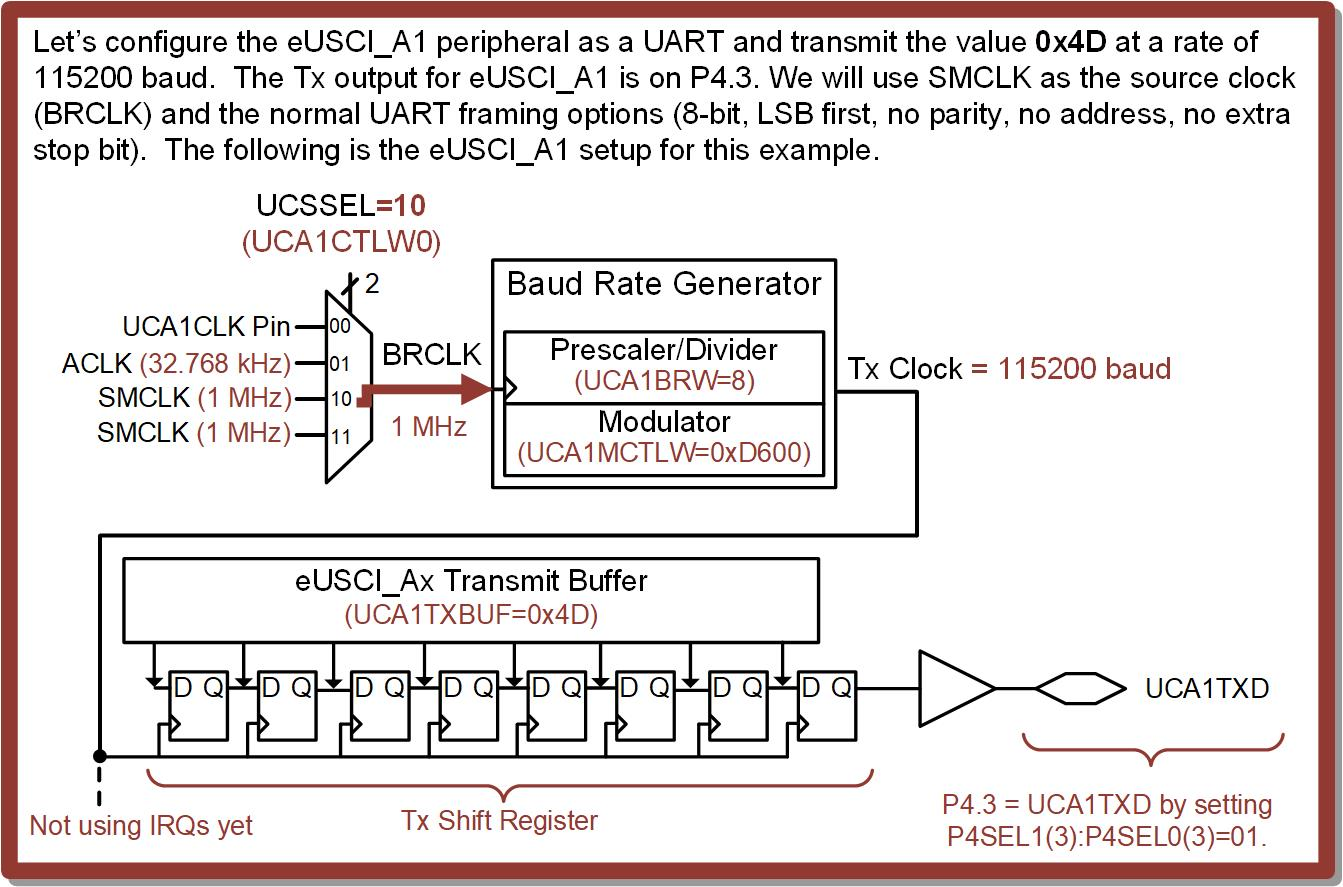 Let's configure the eUSCI_A1 peripheral as a UART and transmit the value 0x4D at a rate of
115200 baud.  The Tx output for eUSCI_A1 is on P4.3. We will use SMCLK as the source clock
(BRCLK) and the normal UART framing options (8-bit, LSB first, no parity, no address, no extra
stop bit).  The following is the eUSCI_A1 setup for this example.
UCSSEL=10
(UCA1CTLW0)
2
Baud Rate Generator
UCA1CLK Pin 00
ACLK (32.768 kHz) 01
SMCLK (1 MHz) 10
SMCLK (1 MHz) 11
BRCLK
1 MHz
Prescaler/Divider
(UCA1BRW=8)
Modulator
(UCA1MCTLW=0xD600)
Tx Clock = 115200 baud
eUSCI_Ax Transmit Buffer
(UCA1TXBUF=0x4D)
D Q D Q D Q D Q D Q D Q D Q D Q
UCA1TXD
Not using IRQs yet
Tx Shift Register
P4.3 = UCA1TXD by setting
P4SEL1(3):P4SEL0(3)=01.